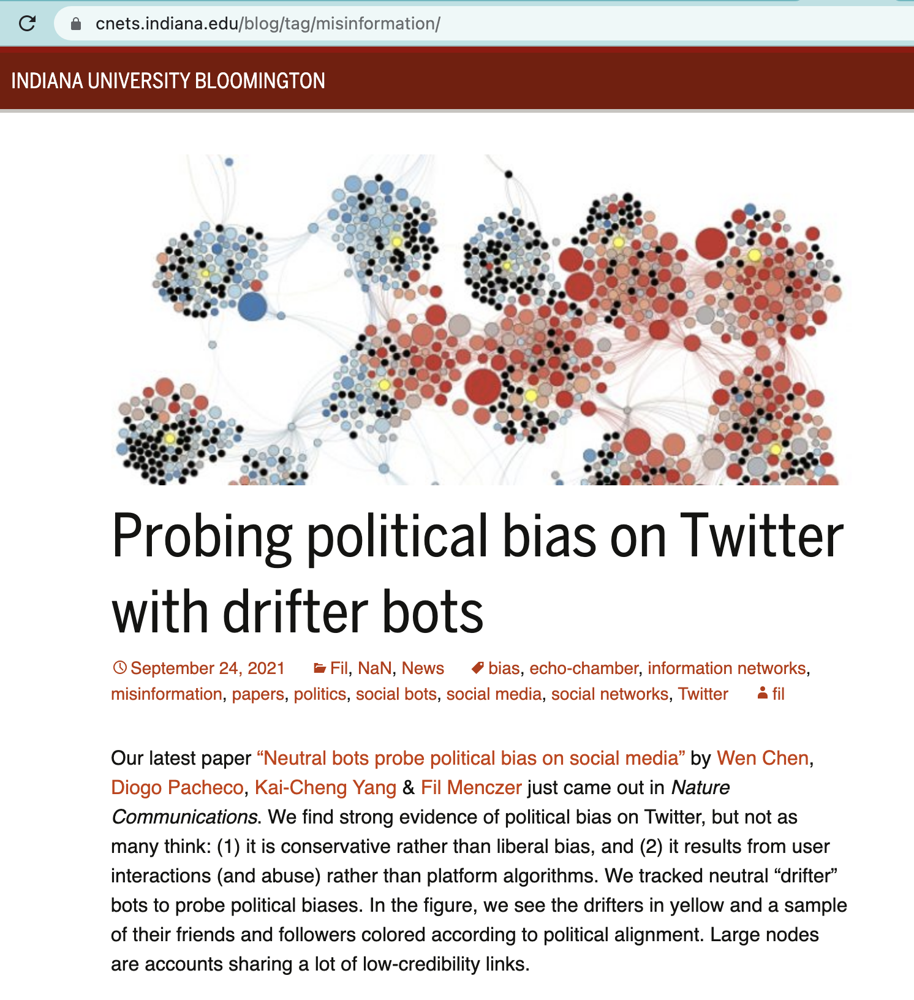 cnets.indiana.edu/blog/tag/misinformation/
INDIANA UNIVERSITY BLOOMINGTON
Probing political bias on Twitter
with drifter bots
September 24, 2021 Fil, NaN, News bias, echo-chamber, information networks,
misinformation, papers, politics, social bots, social media, social networks, Twitter fil
Our latest paper “Neutral bots probe political bias on social media” by Wen Chen,
Diogo Pacheco, Kai-Cheng Yang & Fil Menczer just came out in Nature
Communications. We find strong evidence of political bias on Twitter, but not as
many think: (1) it is conservative rather than liberal bias, and (2) it results from user
interactions (and abuse) rather than platform algorithms. We tracked neutral “drifter”
bots to probe political biases. In the figure, we see the drifters in yellow and a sample
of their friends and followers colored according to political alignment. Large nodes
are accounts sharing a lot of low-credibility links.